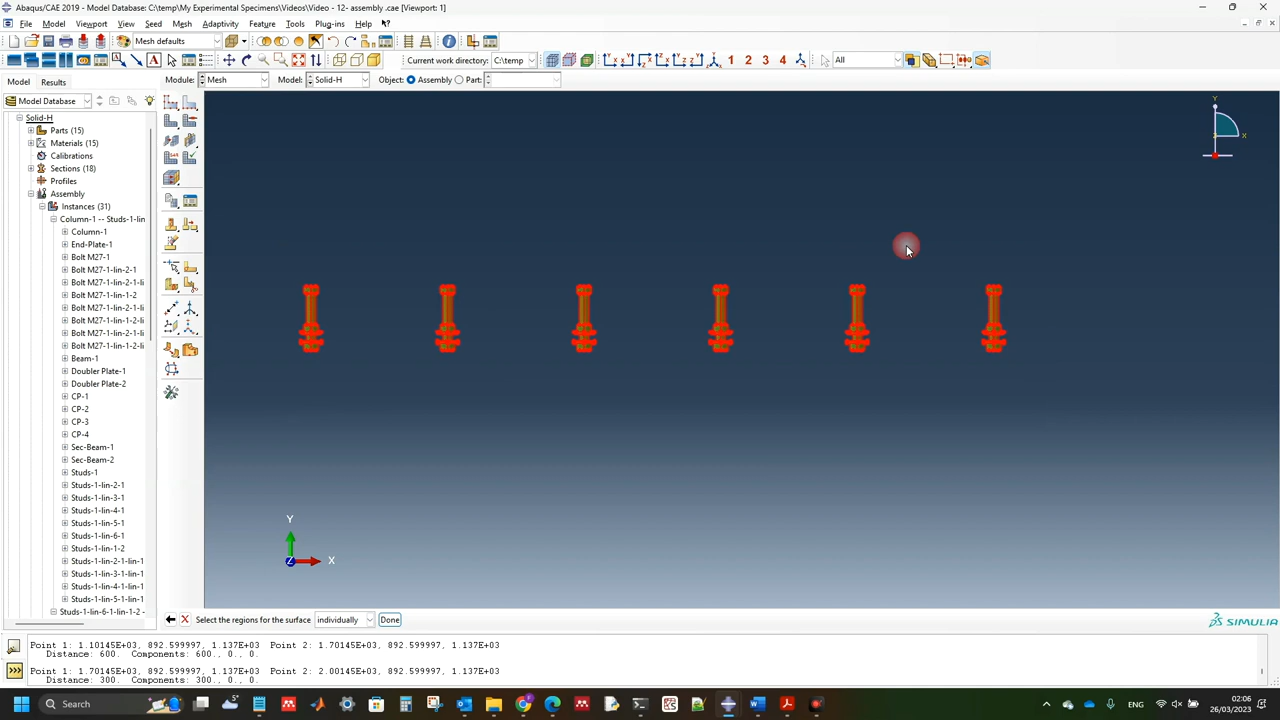 Abaqus/CAE 2019 - Model Database: C:\temp\My Experimental Specimens\Videos\Video - 12- assembly .cae [Viewport: 1]
File Model Viewport View Seed Mesh Adaptivity Feature Tools Plug-ins Help
Mesh defaults
A Current work directory: C:\temp 1 2 3 4 All
Model Results Module: Mesh Model: Solid-H Object: Assembly Part:
Model Database
Solid-H
Parts (15)
Materials (15)
Calibrations
Sections (18)
Profiles
Assembly
Instances (31)
Column-1 -- Studs-1-lin
Column-1
End-Plate-1
Bolt M27-1
Bolt M27-1-lin-2-1
Bolt M27-1-lin-2-1-li
Bolt M27-1-lin-1-2
Bolt M27-1-lin-2-1-l
Bolt M27-1-lin-1-2-li
Bolt M27-1-lin-2-1-li
Bolt M27-1-lin-1-2-li
Beam-1
Doubler Plate-1
Doubler Plate-2
CP-1
CP-2
CP-3
CP-4
Sec-Beam-1
Sec-Beam-2
Studs-1
Studs-1-lin-2-1
Studs-1-lin-3-1
Studs-1-lin-4-1
Studs-1-lin-5-1
Studs-1-lin-6-1
Studs-1-lin-1-2
Studs-1-lin-2-1-lin-1
Studs-1-lin-3-1-lin-1
Studs-1-lin-4-1-lin-1
Studs-1-lin-5-1-lin-1
Studs-1-lin-6-1-lin-1-2 -
Y
X
Y
Z X
Select the regions for the surface individually Done
SIMULIA
Point 1: 1.10145E+03, 892.599997, 1.137E+03 Point 2: 1.70145E+03, 892.599997, 1.137E+03
Distance: 600. Components: 600., 0., 0.
Point 1: 1.70145E+03, 892.599997, 1.137E+03 Point 2: 2.00145E+03, 892.599997, 1.137E+03
Distance: 300. Components: 300., 0., 0.
>>>
Search
ENG 02:06
26/03/2023